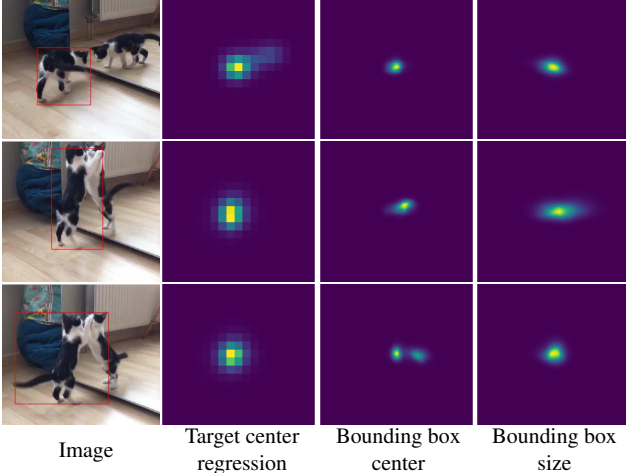 Image
Target center
regression
Bounding box
center
Bounding box
size